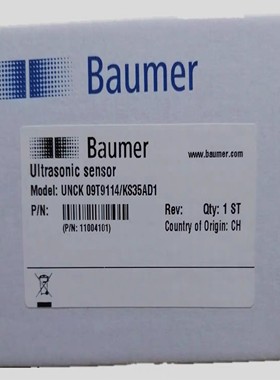 Baumer
Baumer
www.baumer.com
Ultrasonic sensor
Model: UNCK 09T9114/KS35AD1
P/N:
Rev: Qty: 1 ST
(P/N: 11004101)
Country of Origin: CH